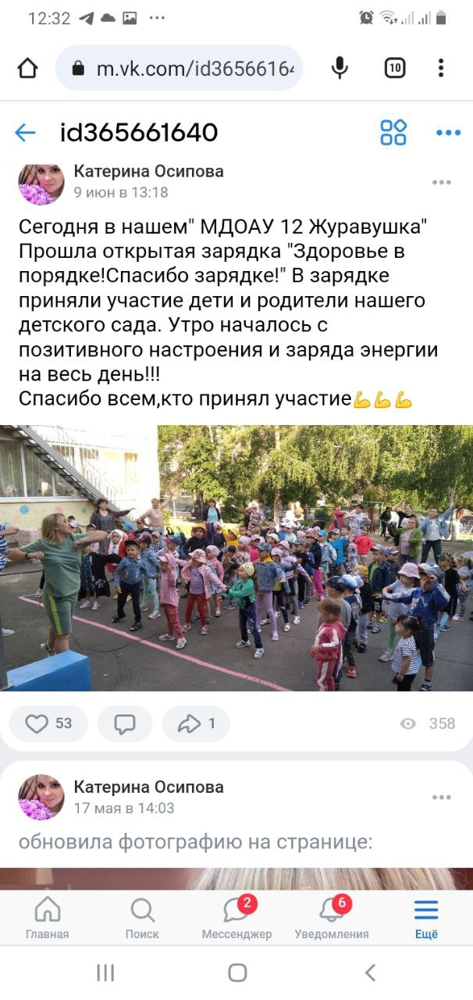 12:32
m.vk.com/id36566164
10
id365661640
Катерина Осипова
9 июн в 13:18
Сегодня в нашем" МДОАУ 12 Журавушка"
Прошла открытая зарядка "Здоровье в
порядке!Спасибо зарядке!" В зарядке
приняли участие дети и родители нашего
детского сада. Утро началось с
позитивного настроения и заряда энергии
на весь день!!!
Спасибо всем,кто принял участие💪💪💪
53
1
358
Катерина Осипова
17 мая в 14:03
обновила фотографию на странице:
2
6
Главная
Поиск
Мессенджер
Уведомления
Ещё